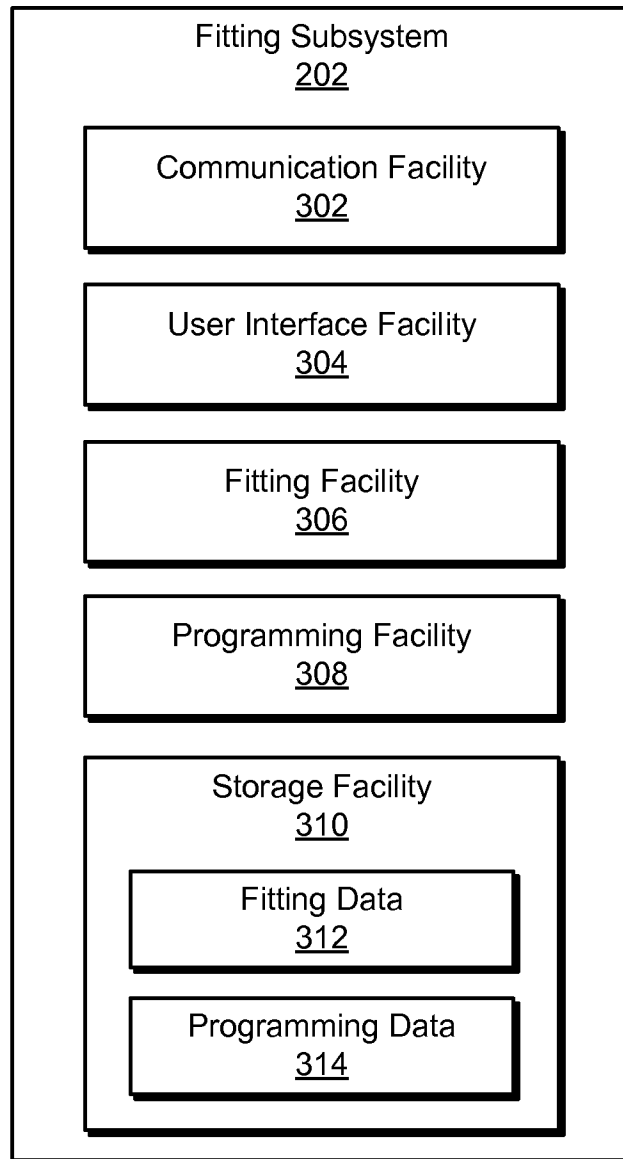 Fitting Subsystem
202
Communication Facility
302
User Interface Facility
304
Fitting Facility
306
Programming Facility
308
Storage Facility
310
Fitting Data
312
Programming Data
314